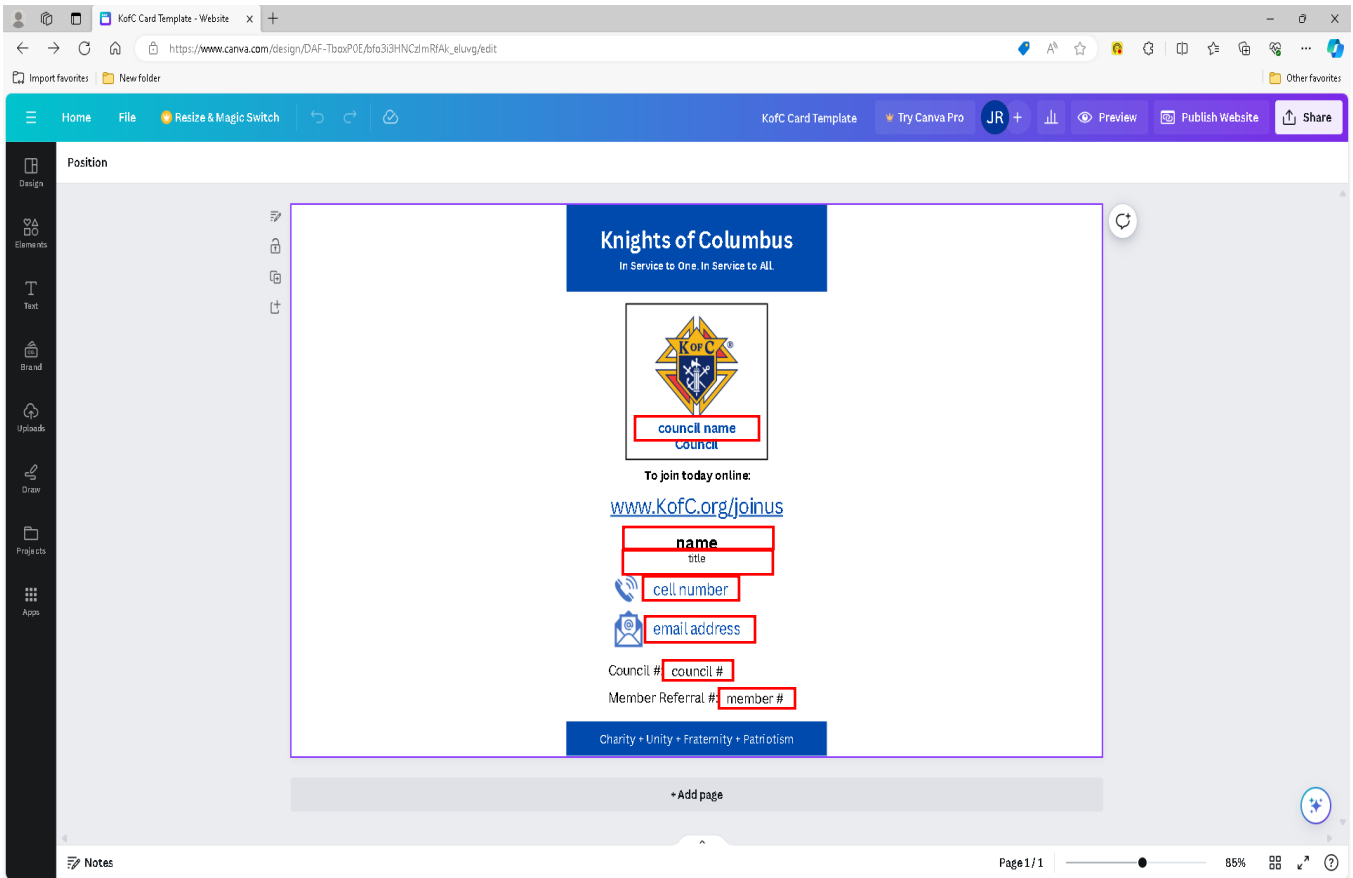 KofC Card Template - Website
https://www.canva.com/design/DAF-TboxP0E/bfo3i3HNCzlmRfAk_eluvg/edit
Import favorites New folder Other favorites
Home File Resize & Magic Switch KofC Card Template Try Canva Pro JR + Preview Publish Website Share
Position
Design
Elements
Text
Brand
Uploads
Draw
Projects
Apps
Knights of Columbus
In Service to One. In Service to All.
K OF C ®
council name
Council
To join today online:
www.KofC.org/joinus
name
title
cell number
email address
Council #: council #
Member Referral #: member #
Charity + Unity + Fraternity + Patriotism
+ Add page
Notes Page 1 / 1 85%